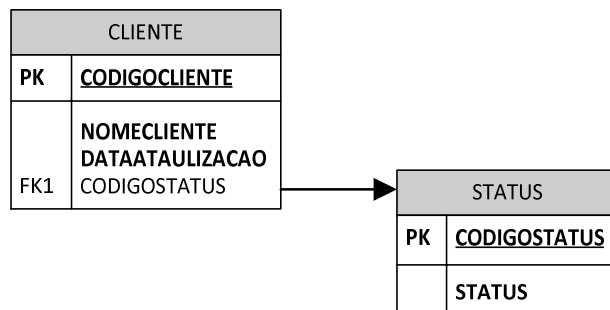 CLIENTE
PK CODIGOCLIENTE
NOMECLIENTE
DATAATAULIZACAO
FK1 CODIGOSTATUS
STATUS
PK CODIGOSTATUS
STATUS